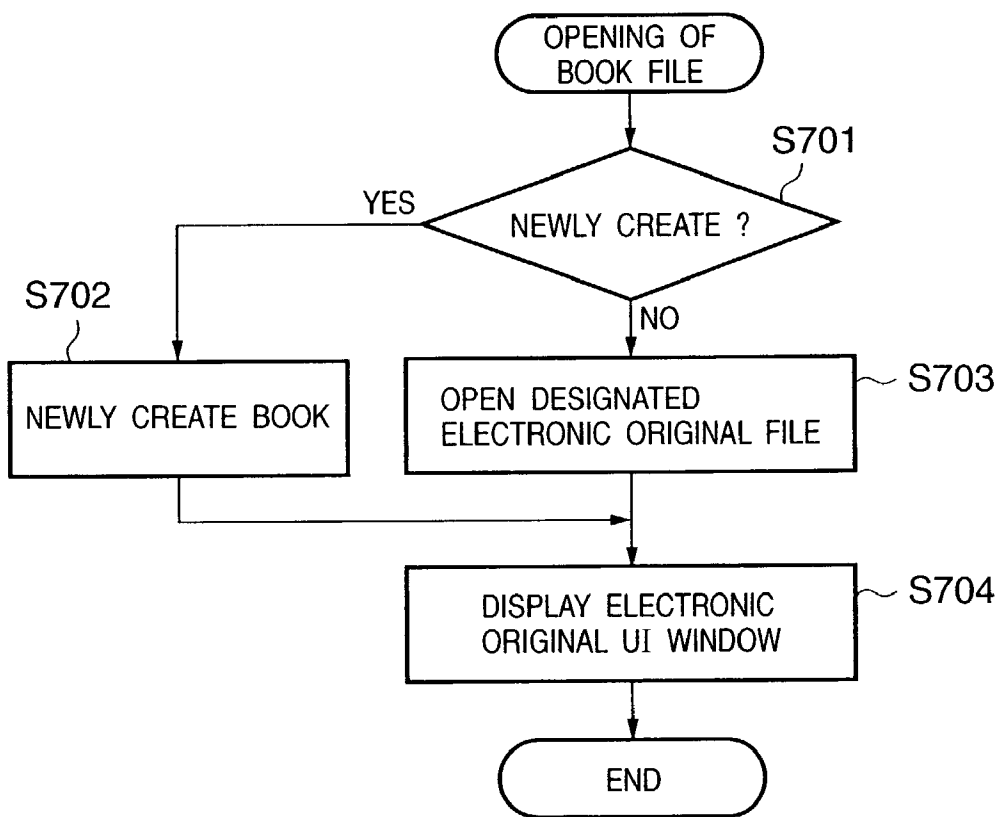 OPENING OF
BOOK FILE
S701
YES
NEWLY CREATE ?
S702
NO
NEWLY CREATE BOOK
OPEN DESIGNATED
ELECTRONIC ORIGINAL FILE
S703
DISPLAY ELECTRONIC
ORIGINAL UI WINDOW
S704
END